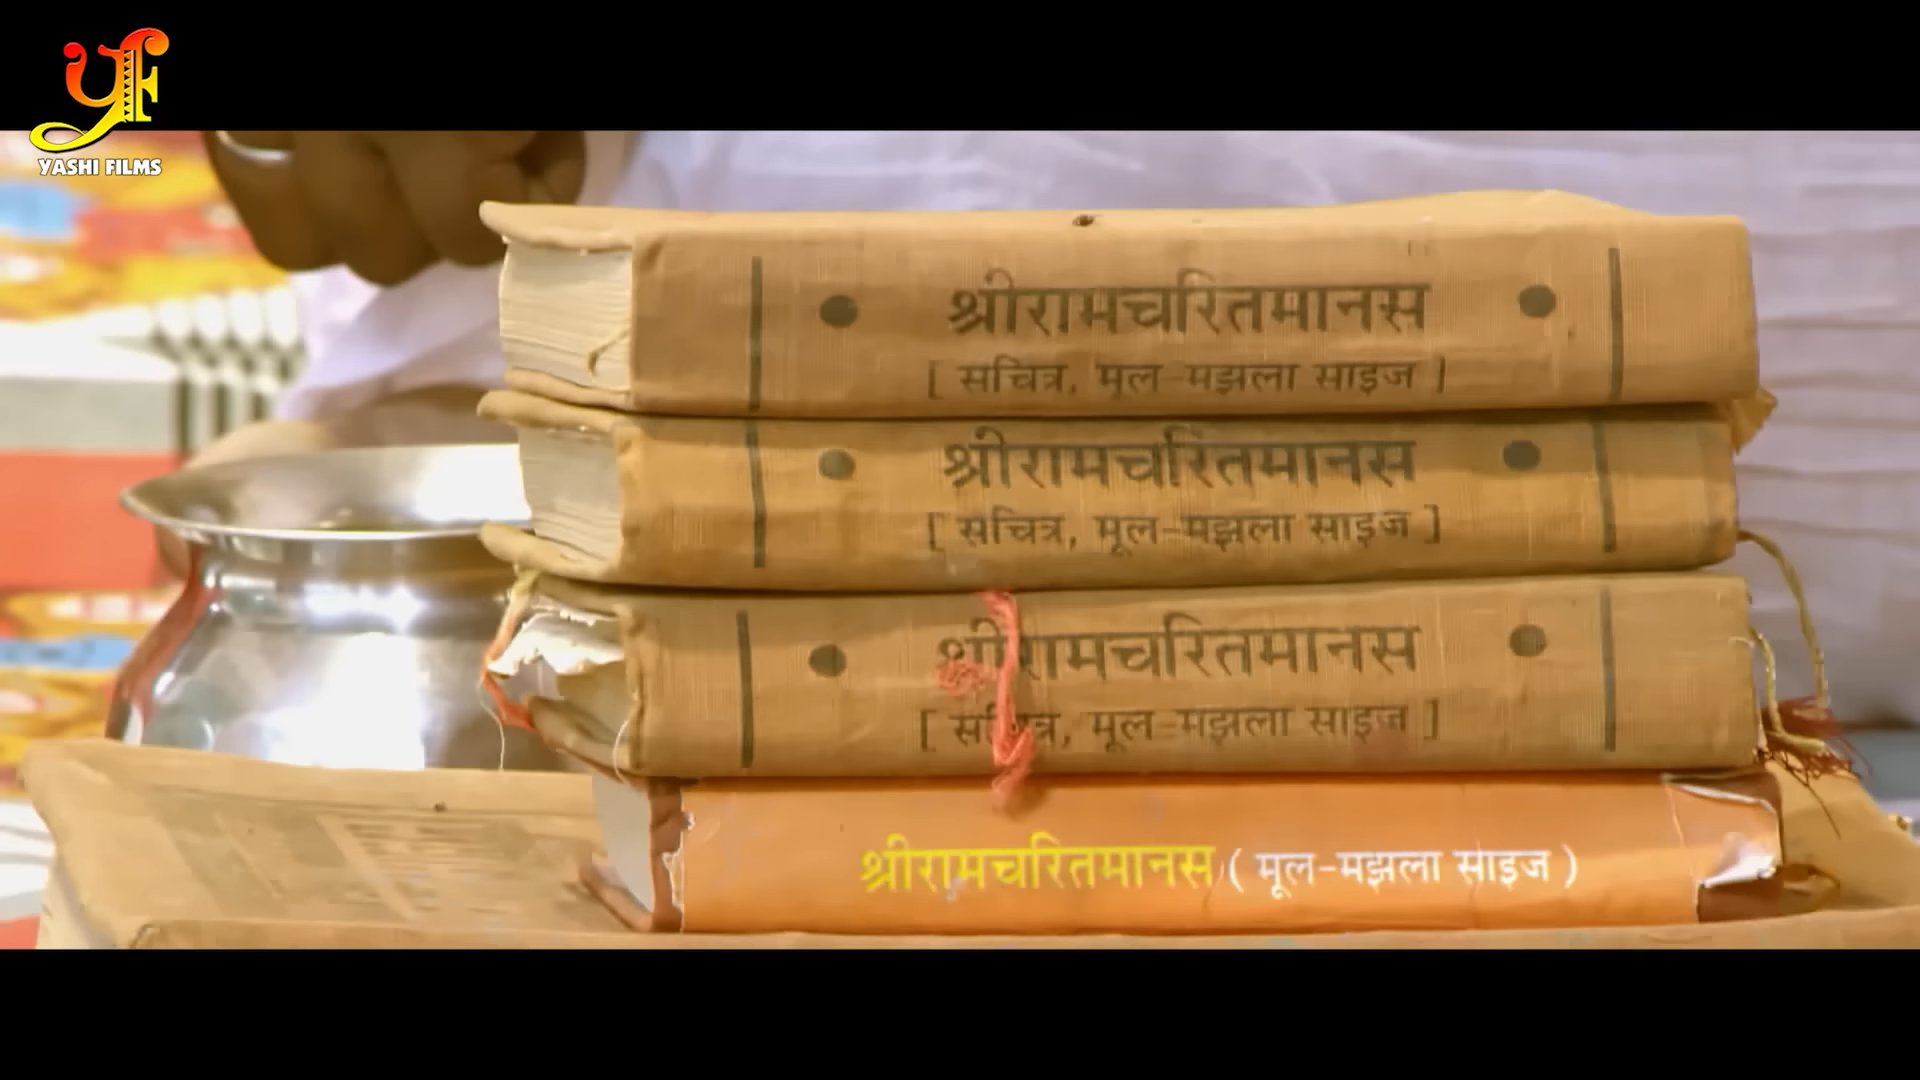 YF
YASHI FILMS
श्रीरामचरितमानस
[ सचित्र, मूल-मझला साइज ]
श्रीरामचरितमानस
[ सचित्र, मूल-मझला साइज ]
श्रीरामचरितमानस
[ सचित्र, मूल-मझला साइज ]
श्रीरामचरितमानस ( मूल-मझला साइज )